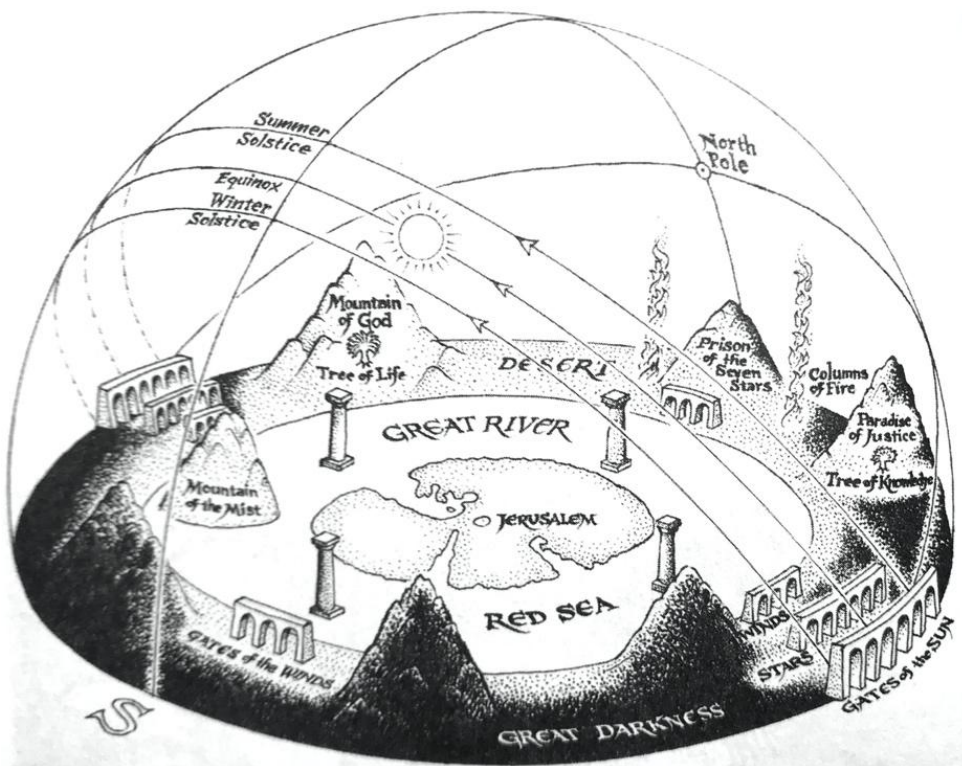 Summer
Solstice
North
Pole
Equinox
Winter
Solstice
Mountain
of God
Tree of Life
DESERT
Prison
of the
Seven
Stars
Columns
of Fire
Paradise
of Justice
Tree of Knowledge
GREAT RIVER
Mountain
of the Mist
JERUSALEM
RED SEA
WINDS
STARS
GATES of the SUN
GATES of the WINDS
GREAT DARKNESS
S